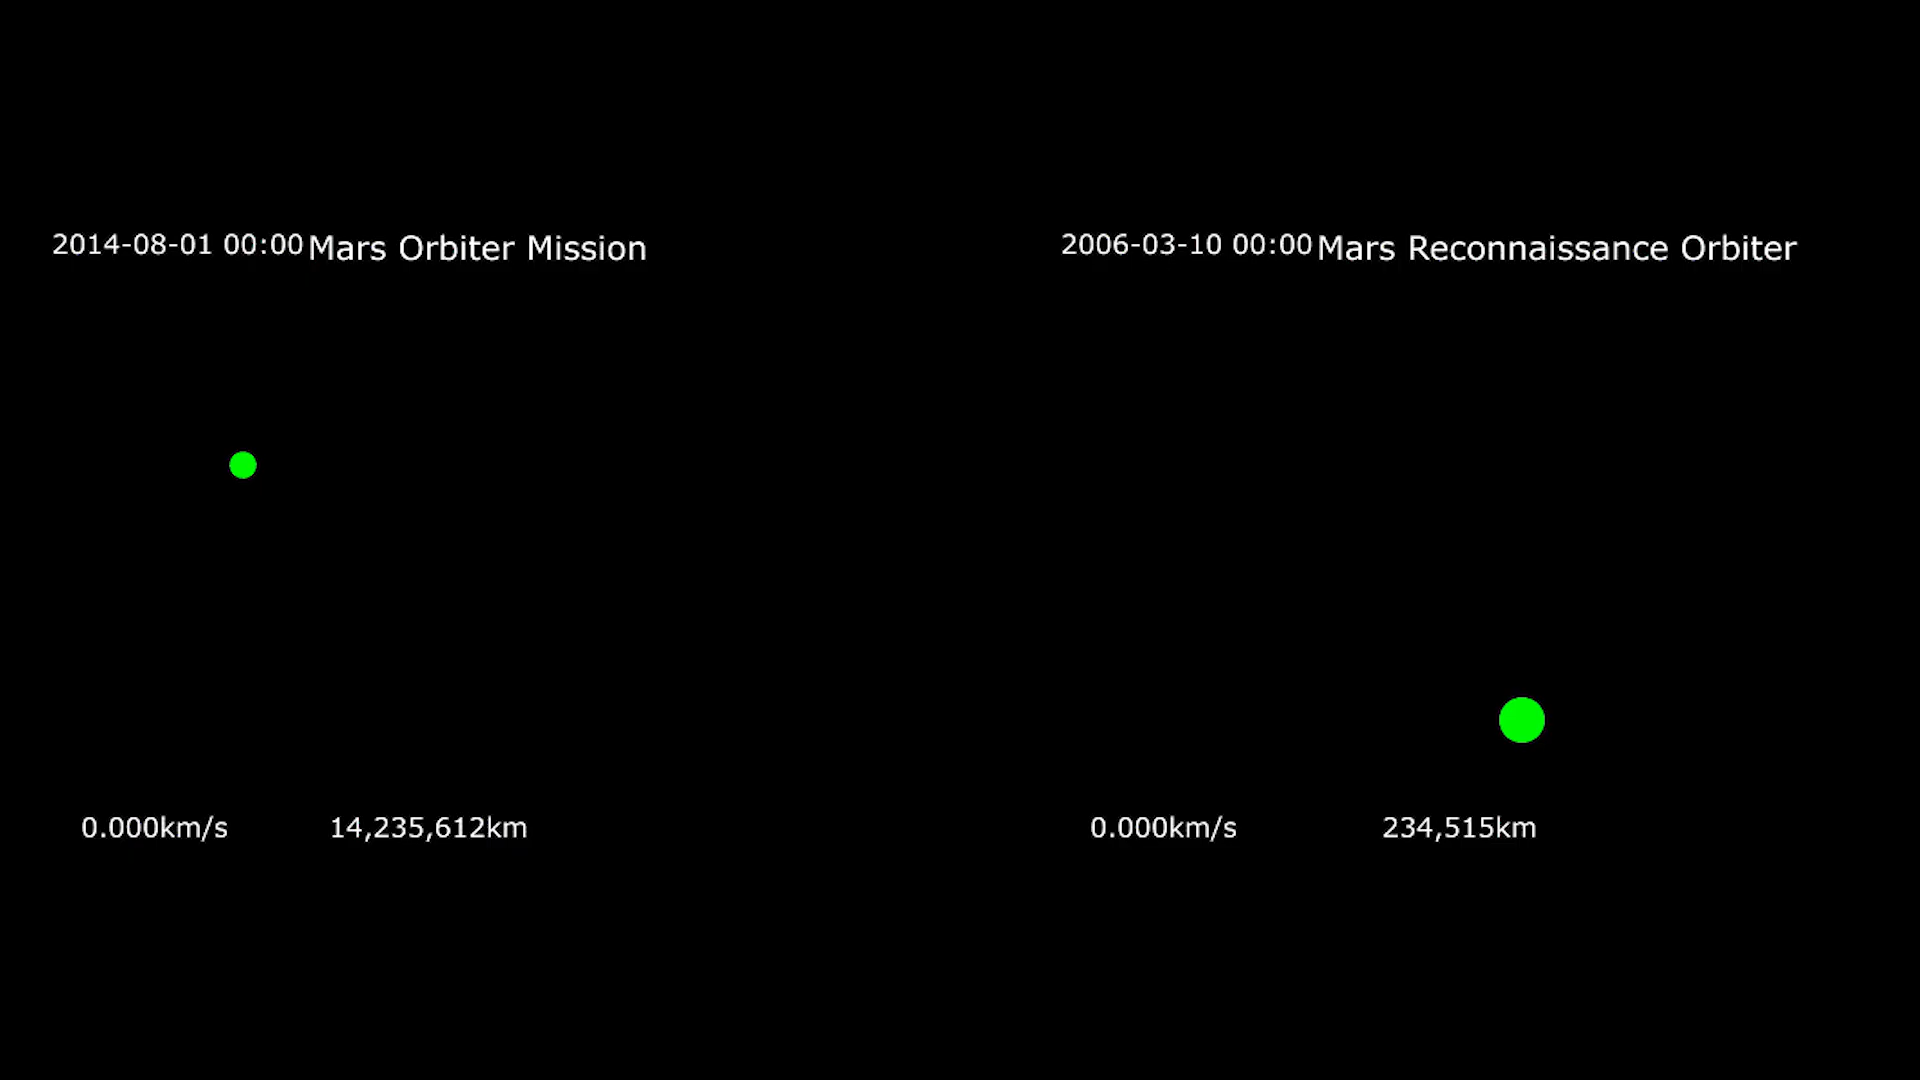 2014-08-01 00:00 Mars Orbiter Mission
0.000km/s 14,235,612km
2006-03-10 00:00 Mars Reconnaissance Orbiter
0.000km/s 234,515km